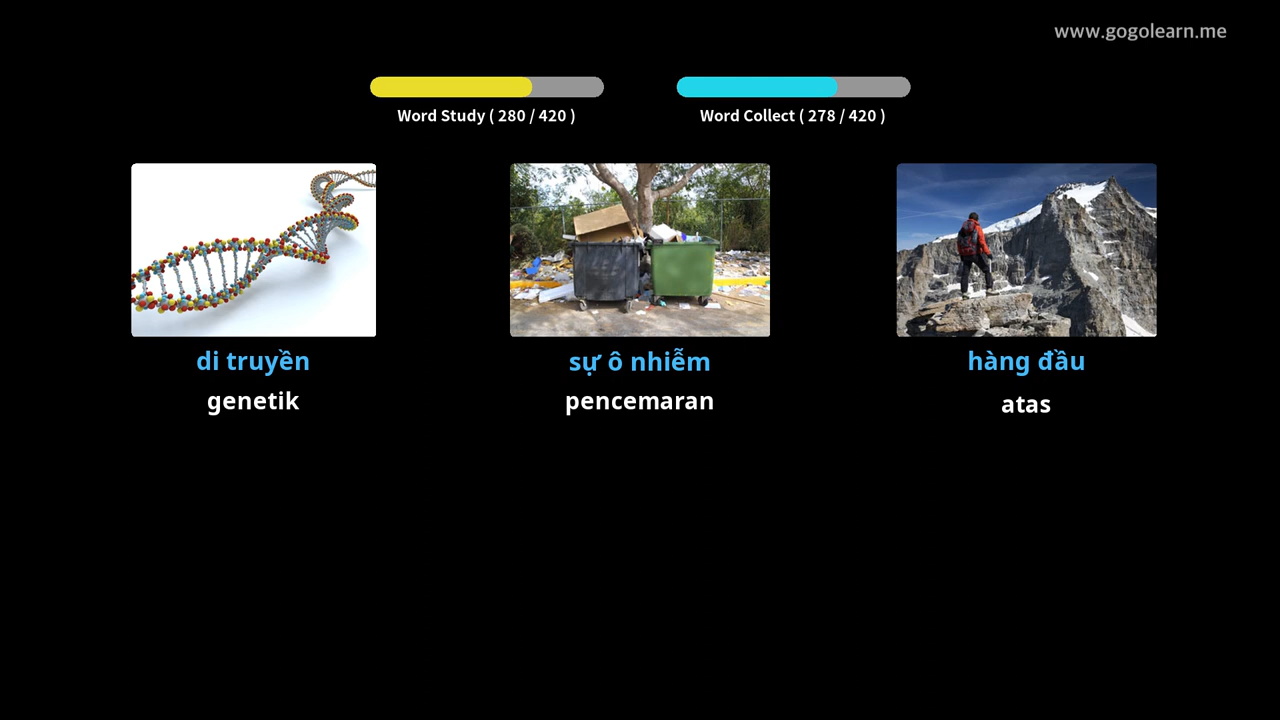 www.gogolearn.me
Word Study ( 280 / 420 )
Word Collect ( 278 / 420 )
di truyền
genetik
sự ô nhiễm
pencemaran
hàng đầu
atas